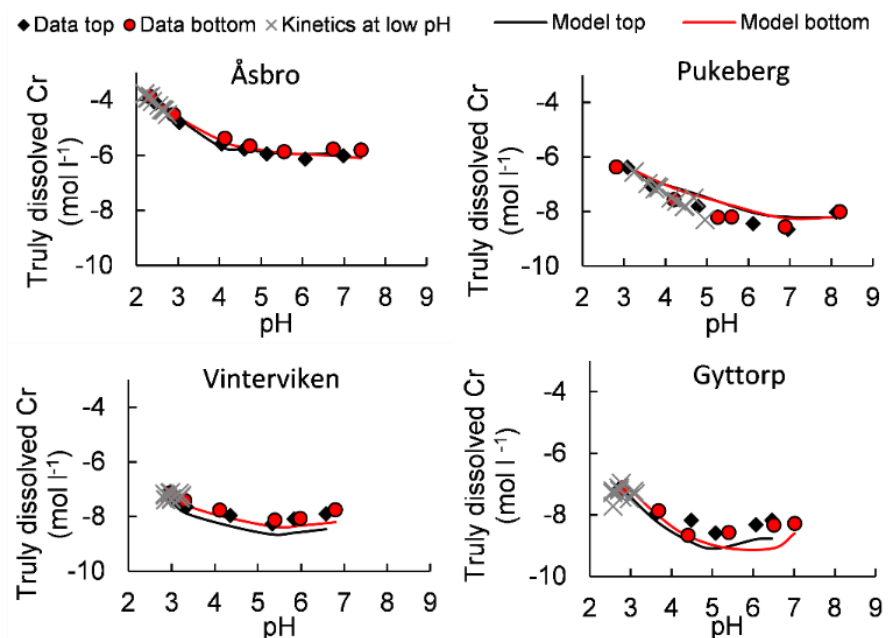 Data top Data bottom Kinetics at low pH Model top Model bottom
Åsbro
Truly dissolved Cr
(mol l⁻¹)
-4
-6
-8
-10
2 3 4 5 6 7 8 9
pH
Pukeberg
Truly dissolved Cr
(mol l⁻¹)
-4
-6
-8
-10
2 3 4 5 6 7 8 9
pH
Vinterviken
Truly dissolved Cr
(mol l⁻¹)
-4
-6
-8
-10
2 3 4 5 6 7 8 9
pH
Gyttorp
Truly dissolved Cr
(mol l⁻¹)
-4
-6
-8
-10
2 3 4 5 6 7 8 9
pH